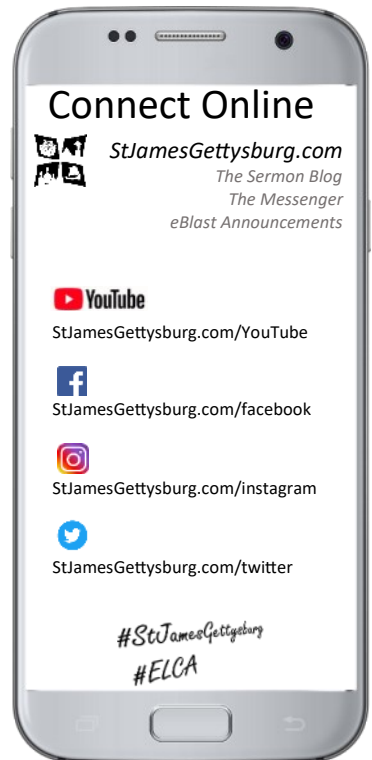 Connect Online
StJamesGettysburg.com
The Sermon Blog
The Messenger
eBlast Announcements
YouTube
StJamesGettysburg.com/YouTube
StJamesGettysburg.com/facebook
StJamesGettysburg.com/instagram
StJamesGettysburg.com/twitter
#StJamesGettysburg
#ELCA